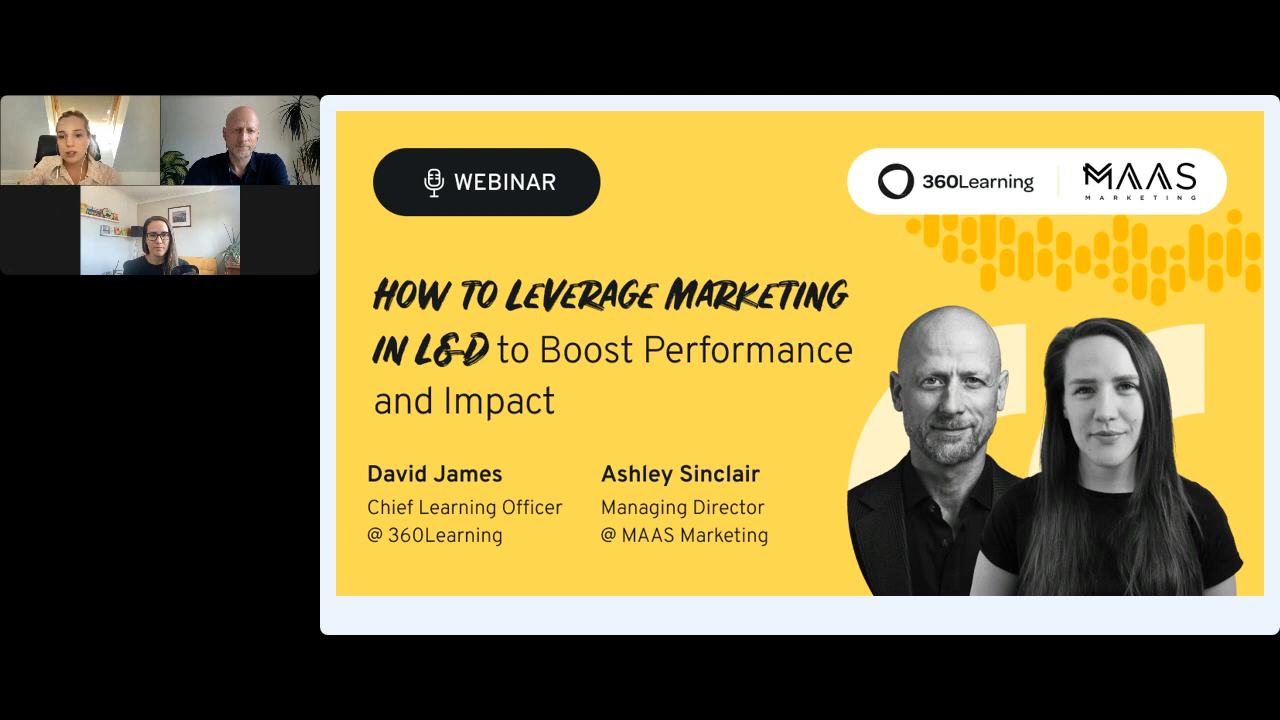 WEBINAR
360Learning
MAAS
MARKETING
HOW TO LEVERAGE MARKETING
IN L&D to Boost Performance
and Impact
David James
Chief Learning Officer
@ 360Learning
Ashley Sinclair
Managing Director
@ MAAS Marketing